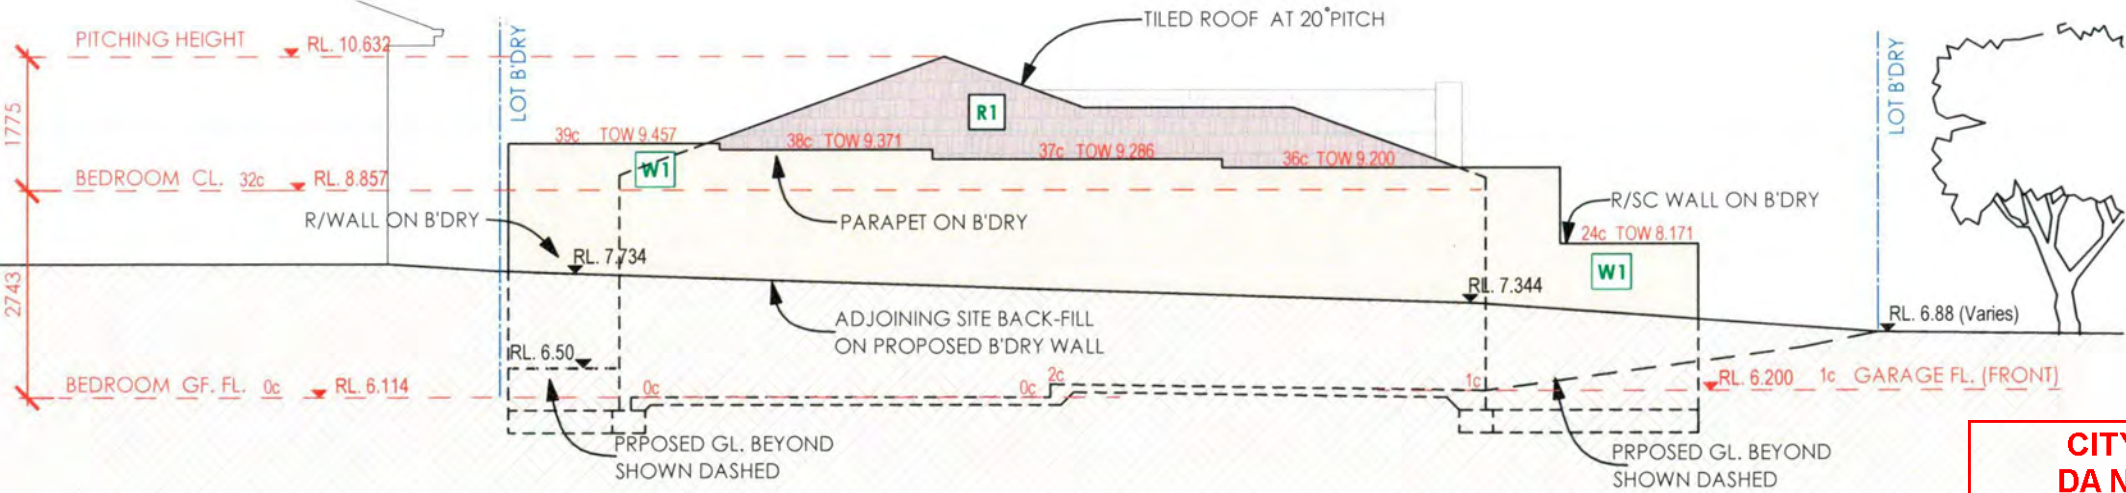 TILED ROOF AT 20° PITCH
PITCHING HEIGHT RL. 10.632
LOT B'DRY
LOT B'DRY
1775
R1
39c TOW 9.457
38c TOW 9.371
37c TOW 9.286
36c TOW 9.200
W1
BEDROOM CL. 32c RL. 8.857
R/WALL ON B'DRY
PARAPET ON B'DRY
R/SC WALL ON B'DRY
24c TOW 8.171
W1
RL. 7.734
RL. 7.344
2743
ADJOINING SITE BACK-FILL
ON PROPOSED B'DRY WALL
RL. 6.88 (Varies)
RL. 6.50
BEDROOM GF. FL. 0c RL. 6.114
0c
0c
2c
1c
RL. 6.200 1c GARAGE FL. (FRONT)
PRPOSED GL. BEYOND
SHOWN DASHED
PRPOSED GL. BEYOND
SHOWN DASHED
CITY
DA N